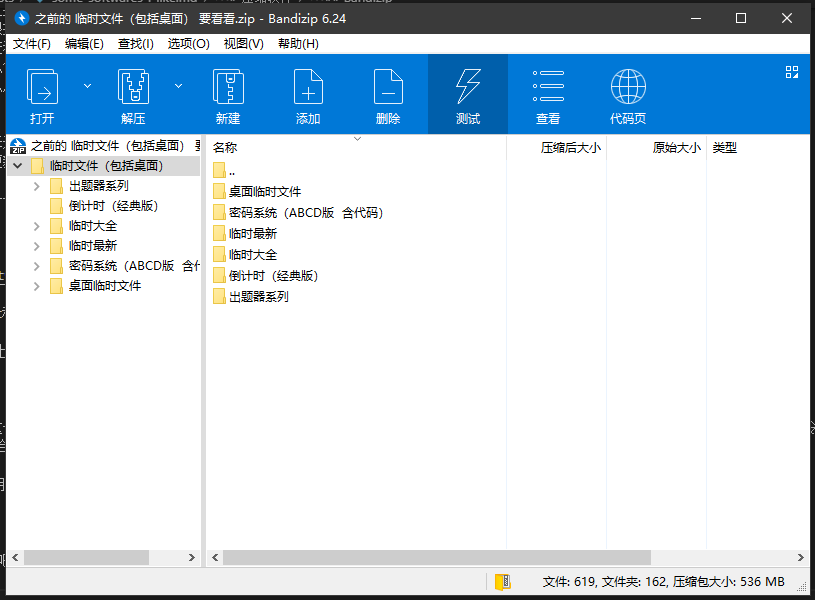 之前的 临时文件（包括桌面） 要看看.zip - Bandizip 6.24
文件(F) 编辑(E) 查找(I) 选项(O) 视图(V) 帮助(H)
打开 解压 新建 添加 删除 测试 查看 代码页
之前的 临时文件（包括桌面）
临时文件（包括桌面）
出题器系列
倒计时（经典版）
临时大全
临时最新
密码系统（ABCD版 含代
桌面临时文件
名称 压缩后大小 原始大小 类型
..
桌面临时文件
密码系统（ABCD版 含代码）
临时最新
临时大全
倒计时（经典版）
出题器系列
文件: 619, 文件夹: 162, 压缩包大小: 536 MB